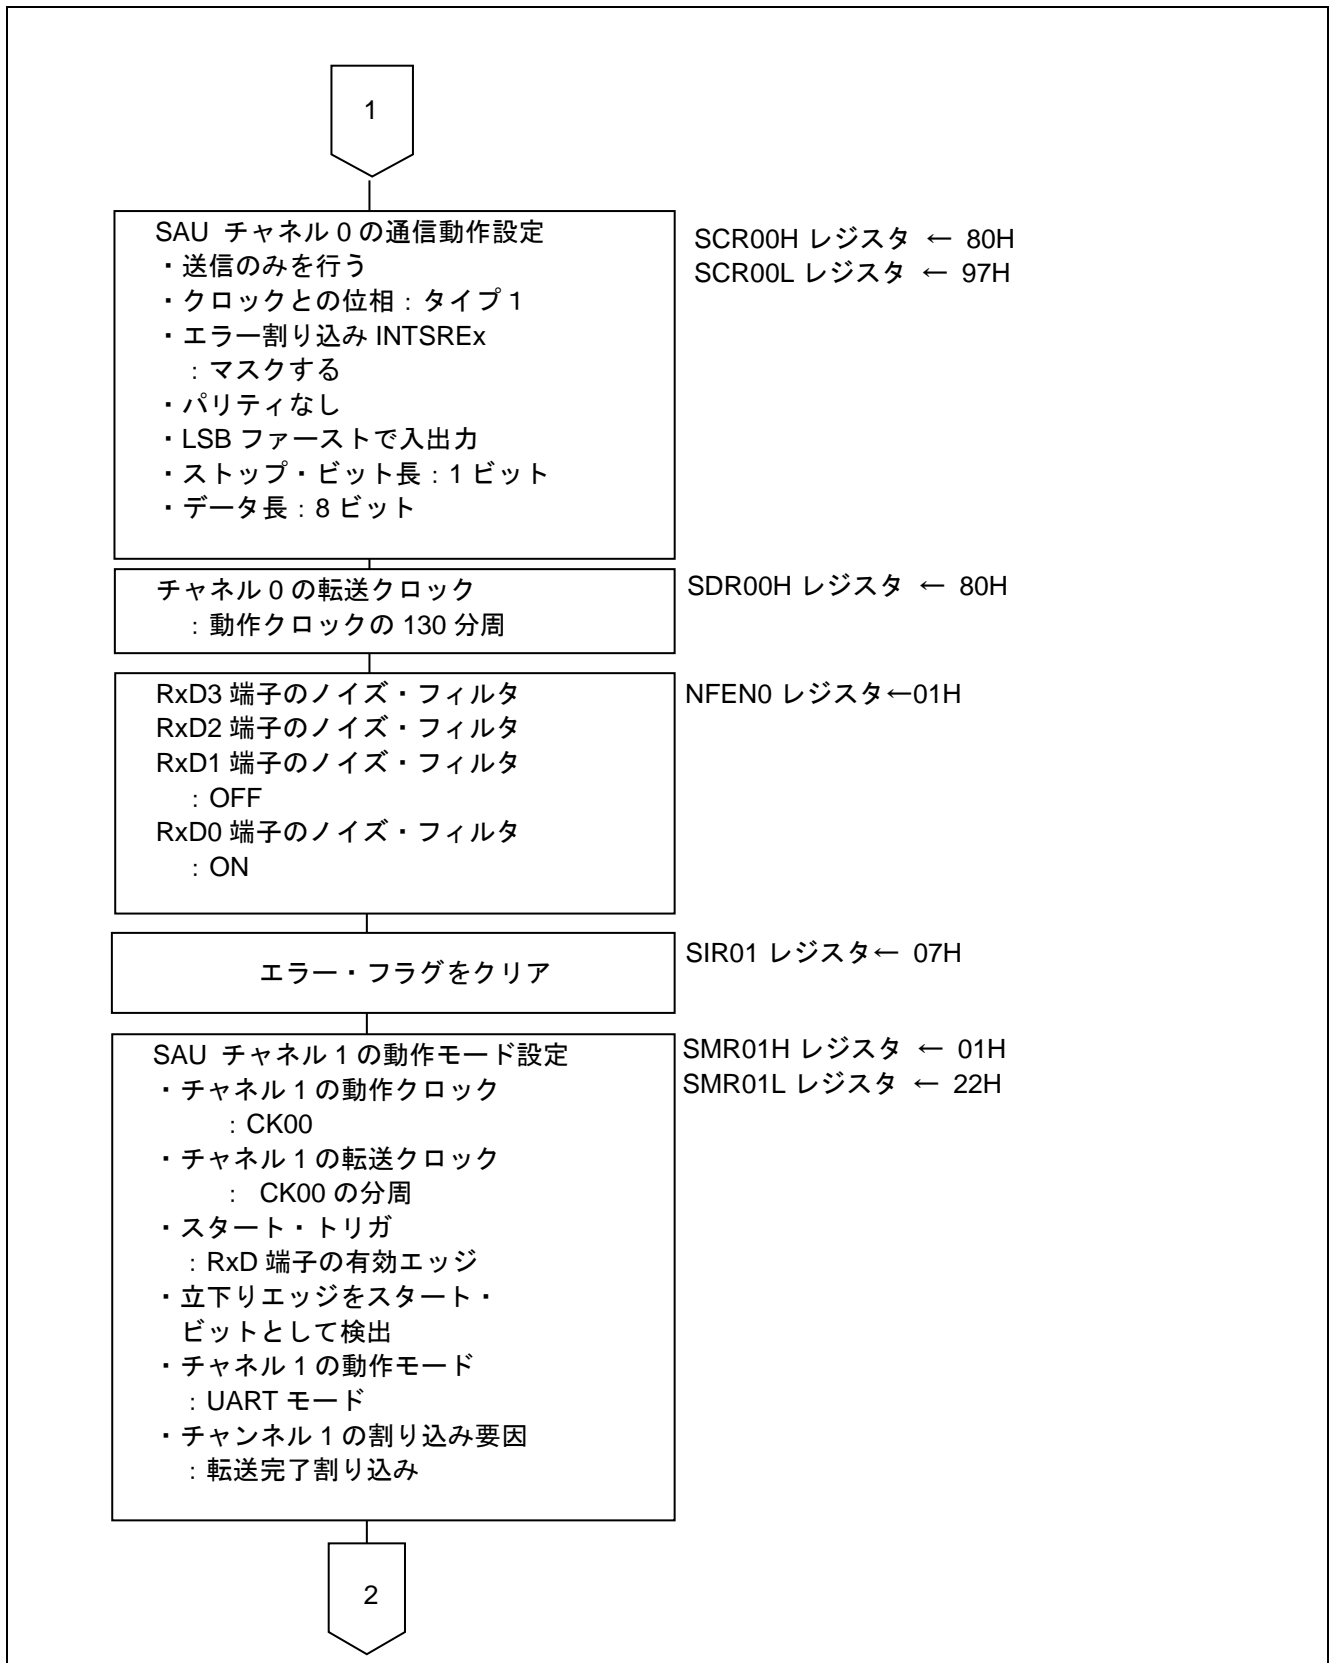 1
SAU チャネル 0 の通信動作設定
・送信のみを行う
・クロックとの位相：タイプ 1
・エラー割り込み INTSREx
：マスクする
・パリティなし
・LSB ファーストで入出力
・ストップ・ビット長：1 ビット
・データ長：8 ビット
SCR00H レジスタ ← 80H
SCR00L レジスタ ← 97H
チャネル 0 の転送クロック
：動作クロックの 130 分周
SDR00H レジスタ ← 80H
RxD3 端子のノイズ・フィルタ
RxD2 端子のノイズ・フィルタ
RxD1 端子のノイズ・フィルタ
：OFF
RxD0 端子のノイズ・フィルタ
：ON
NFEN0 レジスタ←01H
エラー・フラグをクリア
SIR01 レジスタ← 07H
SAU チャネル 1 の動作モード設定
・チャネル 1 の動作クロック
：CK00
・チャネル 1 の転送クロック
： CK00 の分周
・スタート・トリガ
：RxD 端子の有効エッジ
・立下りエッジをスタート・
ビットとして検出
・チャネル 1 の動作モード
：UART モード
・チャンネル 1 の割り込み要因
：転送完了割り込み
SMR01H レジスタ ← 01H
SMR01L レジスタ ← 22H
2